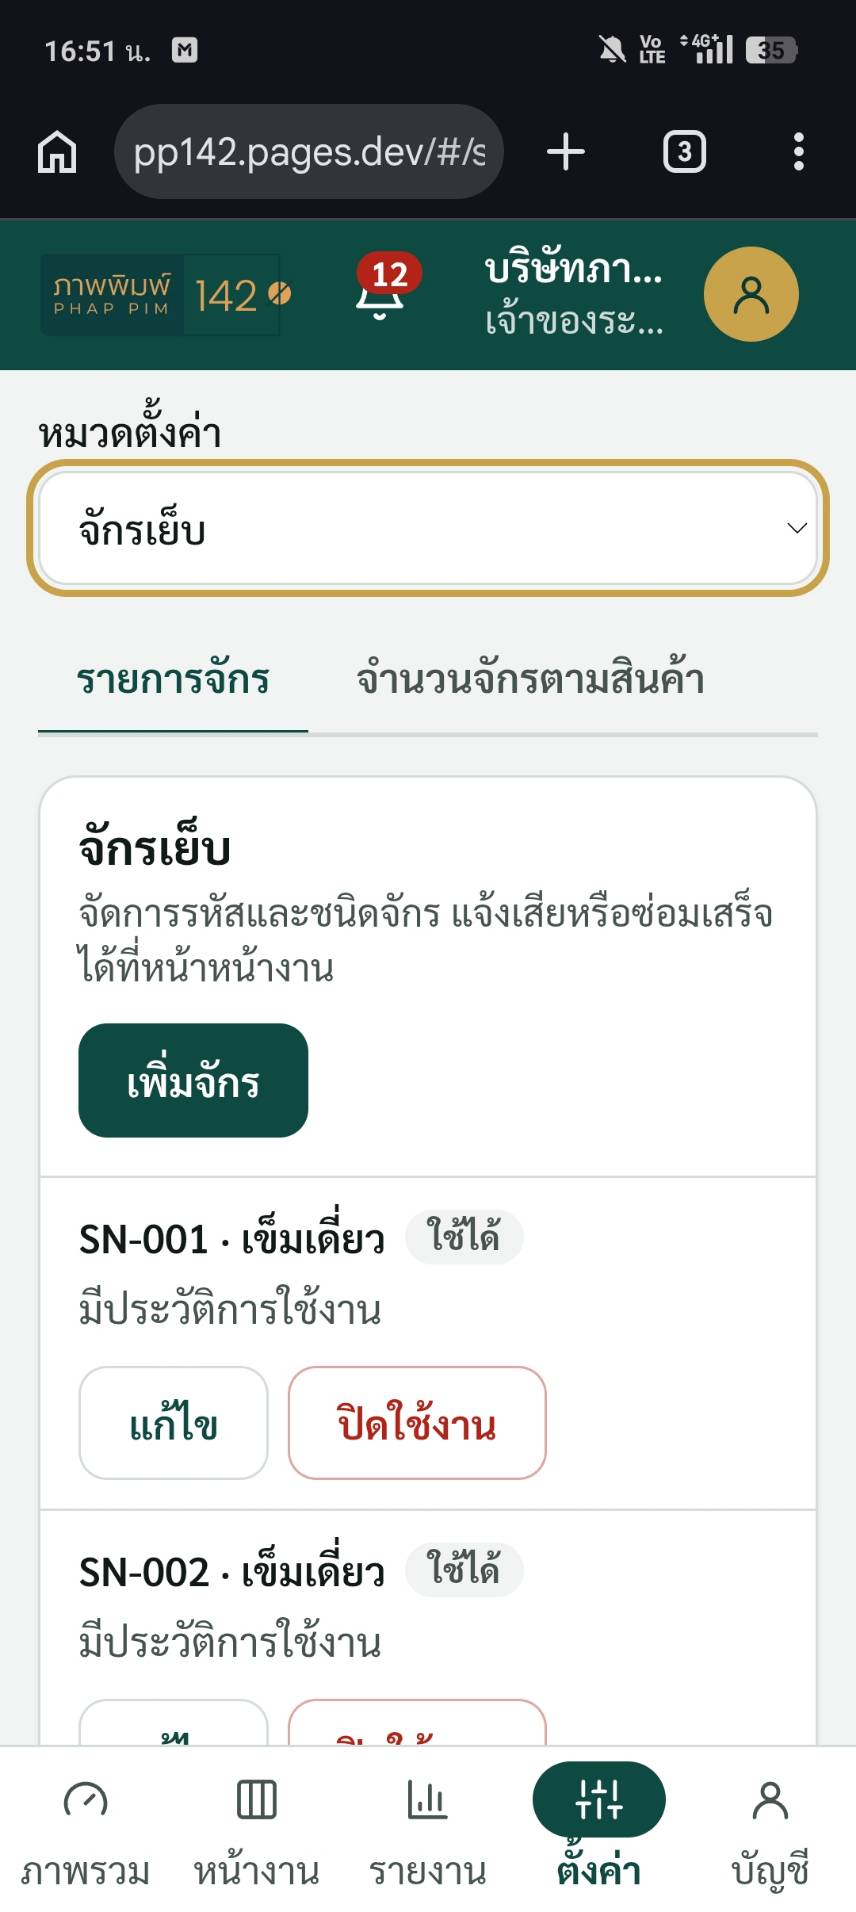 16:51 น. M Vo LTE 4G+ 35
pp142.pages.dev/#/s 3
ภาพพิมพ์ 142
PHAP PIM
12
บริษัทภา...
เจ้าของระ...
หมวดตั้งค่า
จักรเย็บ
รายการจักร จำนวนจักรตามสินค้า
จักรเย็บ
จัดการรหัสและชนิดจักร แจ้งเสียหรือซ่อมเสร็จ
ได้ที่หน้าหน้างาน
เพิ่มจักร
SN-001 · เข็มเดี่ยว ใช้ได้
มีประวัติการใช้งาน
แก้ไข ปิดใช้งาน
SN-002 · เข็มเดี่ยว ใช้ได้
มีประวัติการใช้งาน
ภาพรวม หน้างาน รายงาน ตั้งค่า บัญชี